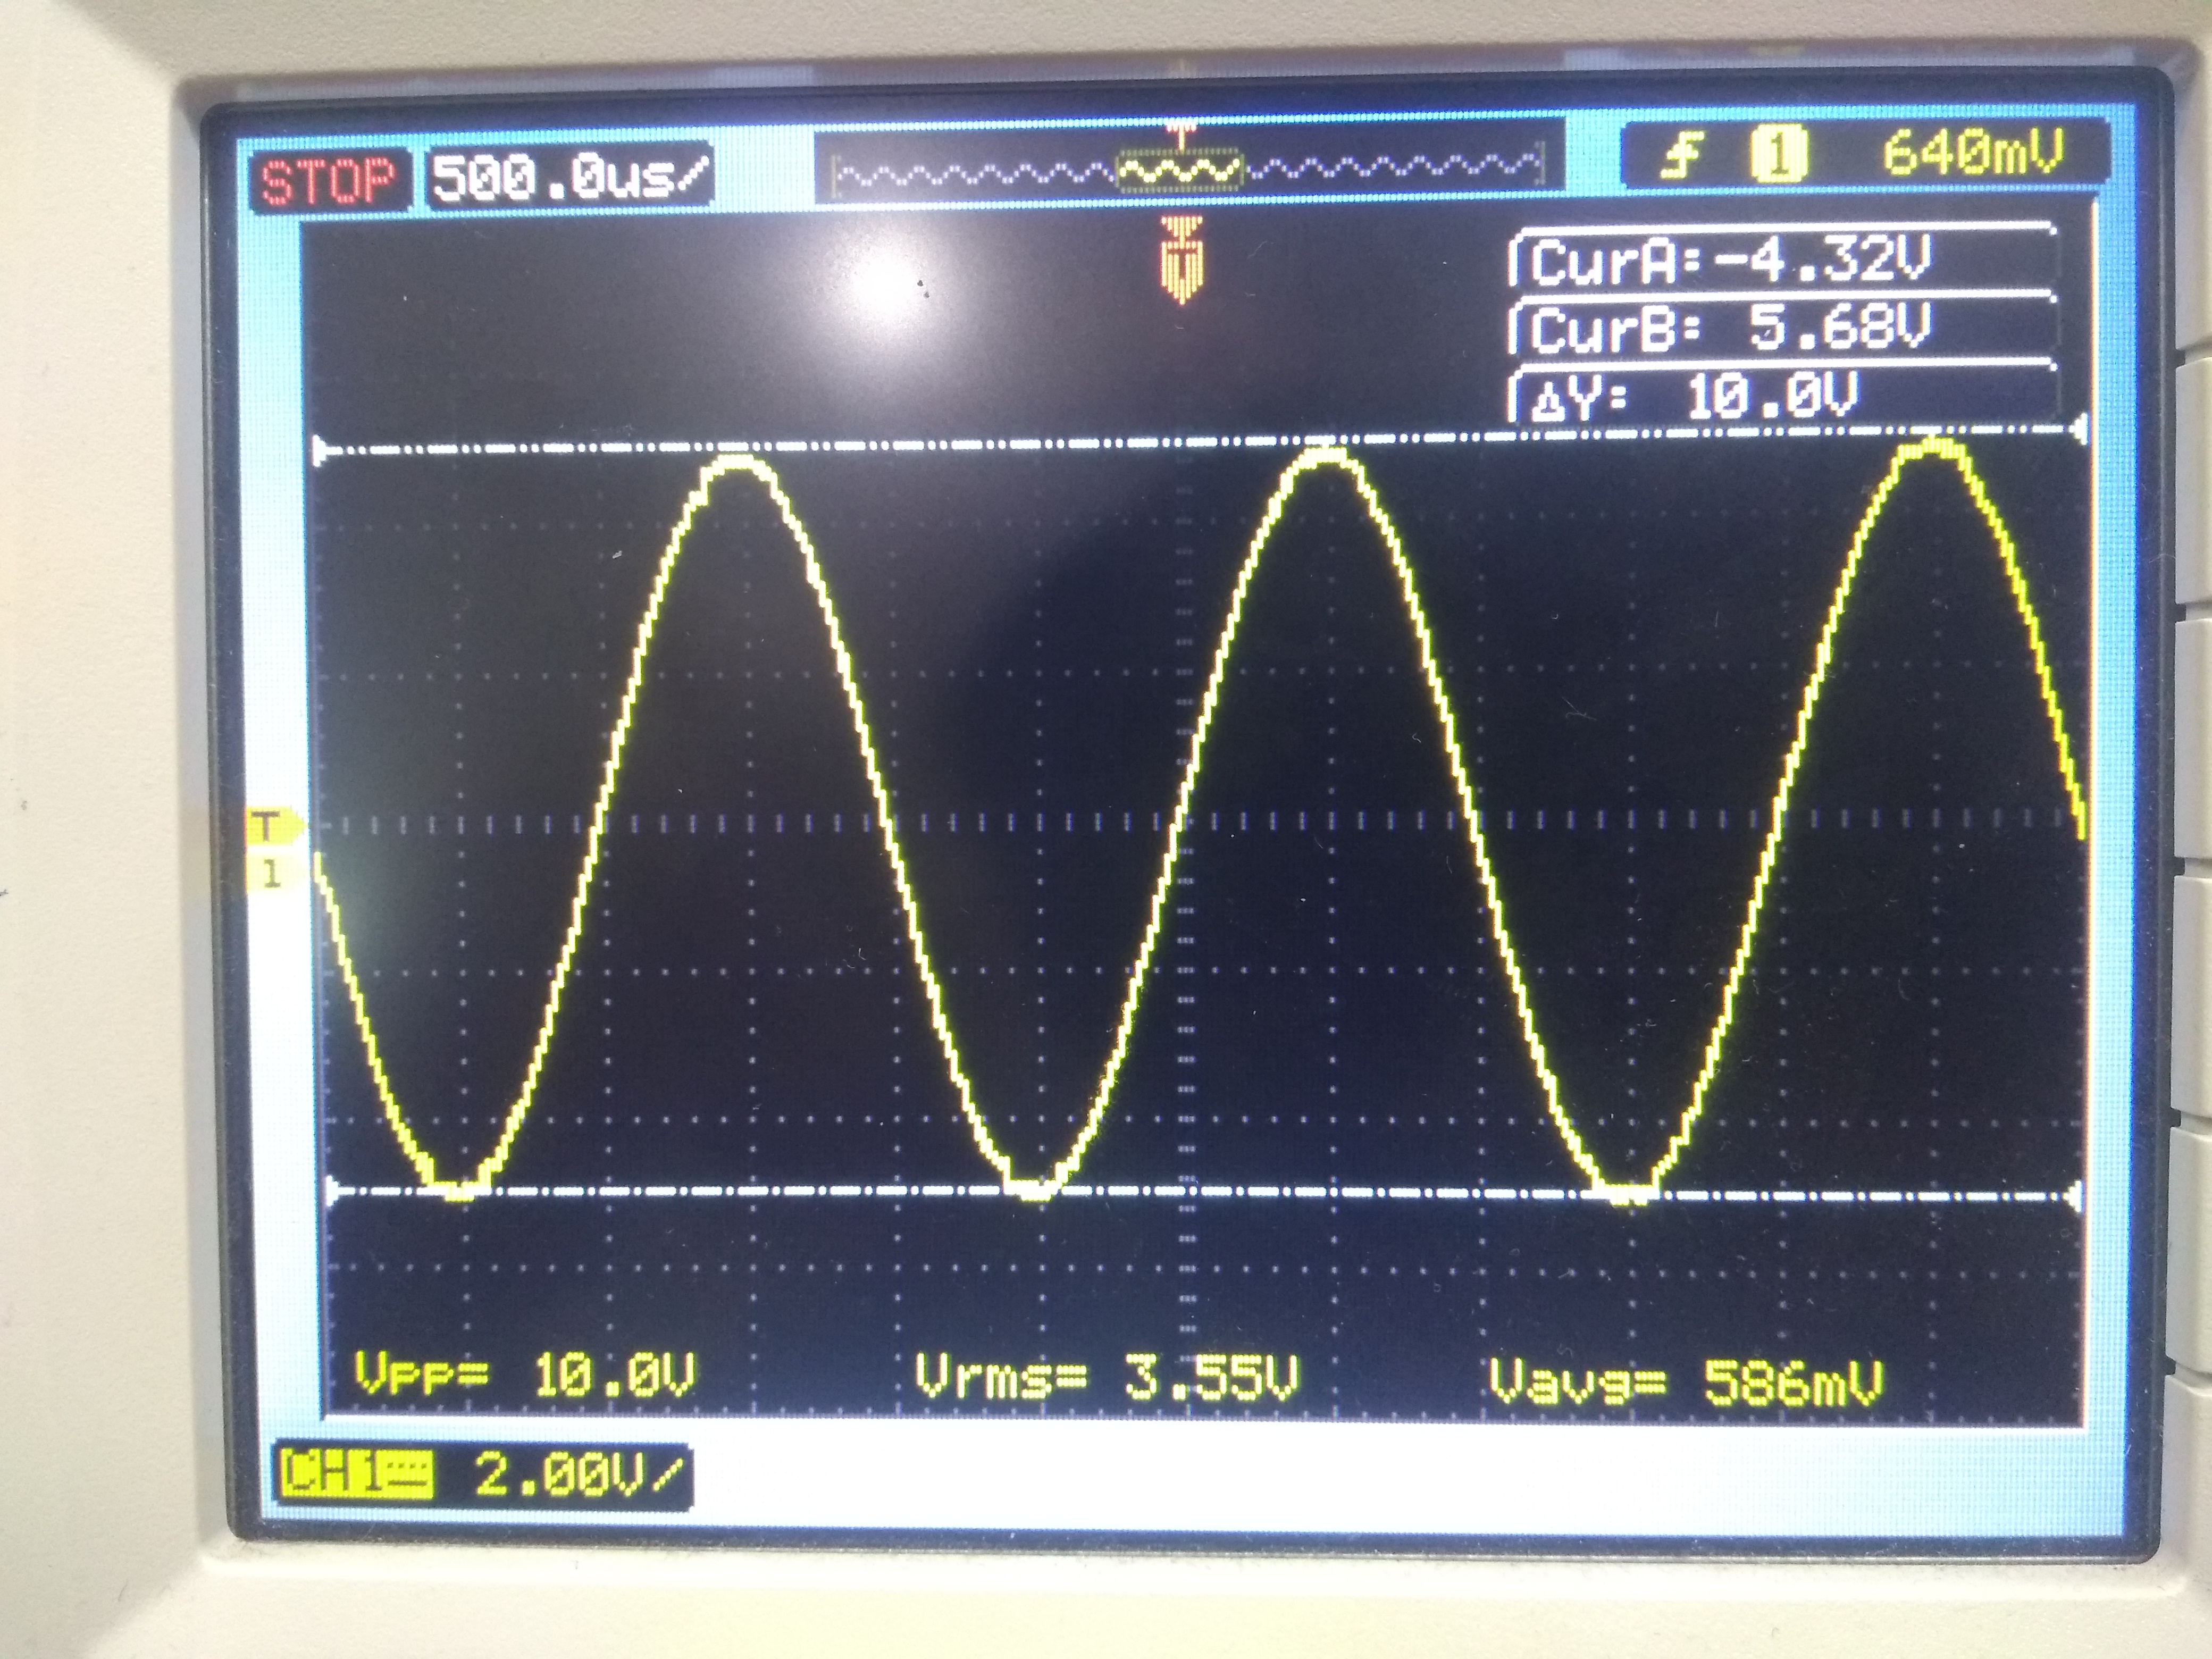 STOP 500.0us/ 1 640mV
T
CurA:-4.32V
CurB: 5.68V
ΔY: 10.0V
T
1
Vpp= 10.0V Vrms= 3.55V Vavg= 586mV
CH1 2.00V/